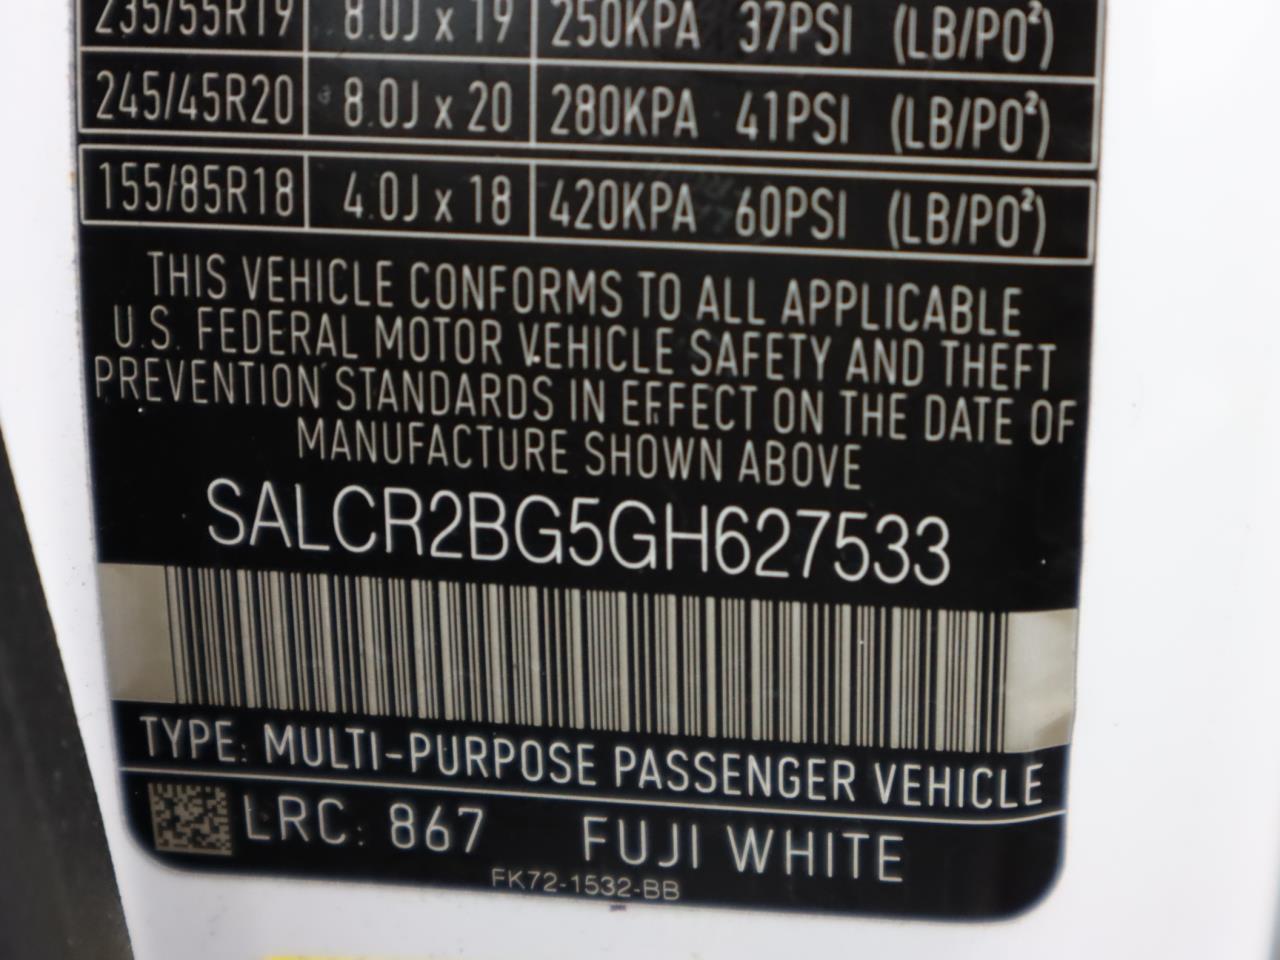 235/55R19 8.0J x 19 250KPA 37PSI (LB/PO²)
245/45R20 8.0J x 20 280KPA 41PSI (LB/PO²)
155/85R18 4.0J x 18 420KPA 60PSI (LB/PO²)
THIS VEHICLE CONFORMS TO ALL APPLICABLE
U.S. FEDERAL MOTOR VEHICLE SAFETY AND THEFT
PREVENTION STANDARDS IN EFFECT ON THE DATE OF
MANUFACTURE SHOWN ABOVE
SALCR2BG5GH627533
TYPE: MULTI-PURPOSE PASSENGER VEHICLE
LRC: 867 FUJI WHITE
FK72-1532-BB